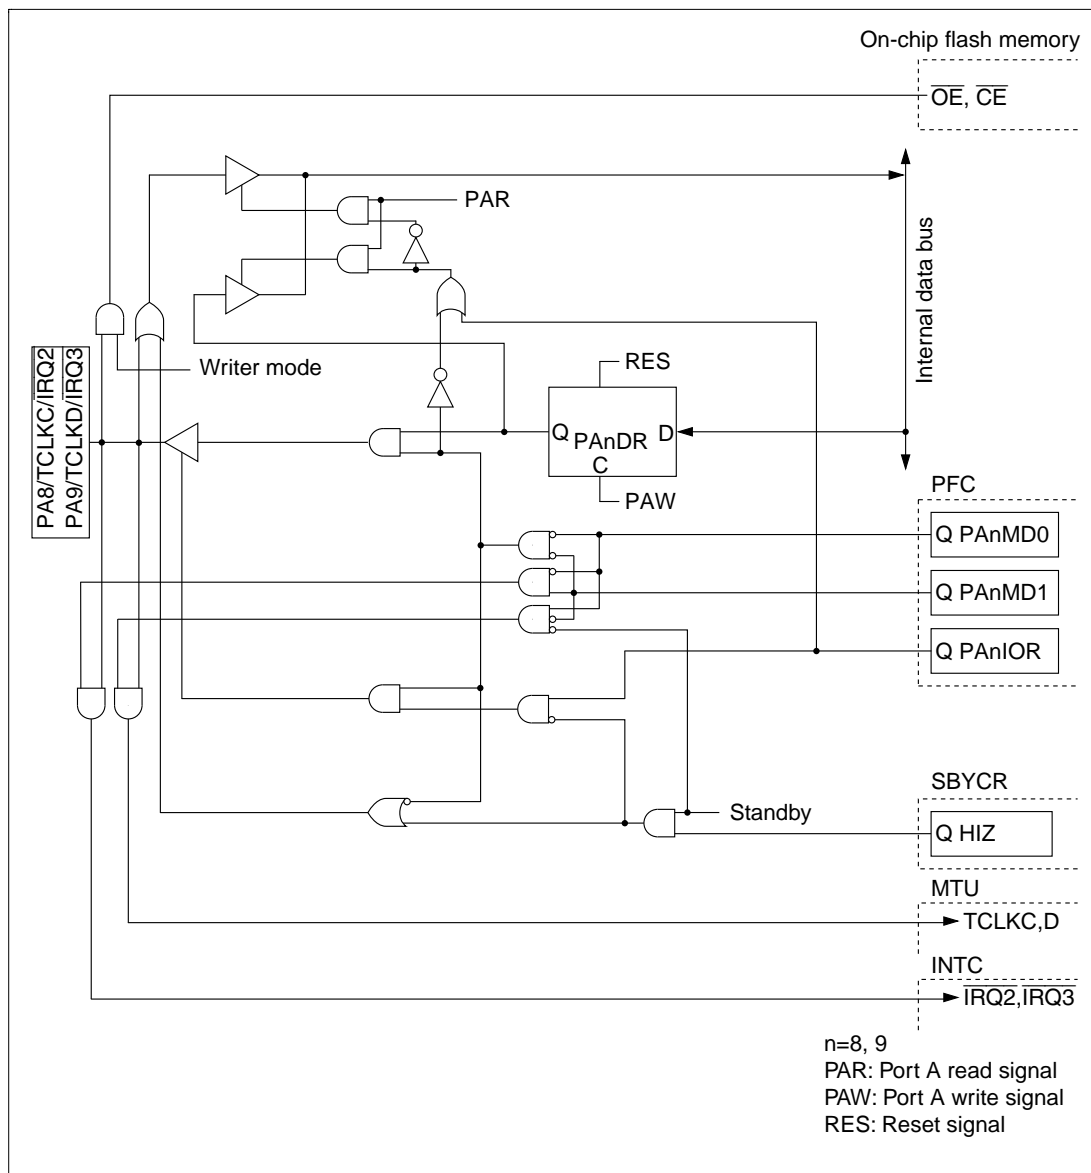 On-chip flash memory
OE, CE
PAR
Internal data bus
Writer mode
RES
PA8/TCLKC/IRQ2
PA9/TCLKD/IRQ3
Q PAnDR D
C
PAW
PFC
Q PAnMD0
Q PAnMD1
Q PAnIOR
SBYCR
Standby
Q HIZ
MTU
TCLKC,D
INTC
IRQ2,IRQ3
n=8, 9
PAR: Port A read signal
PAW: Port A write signal
RES: Reset signal